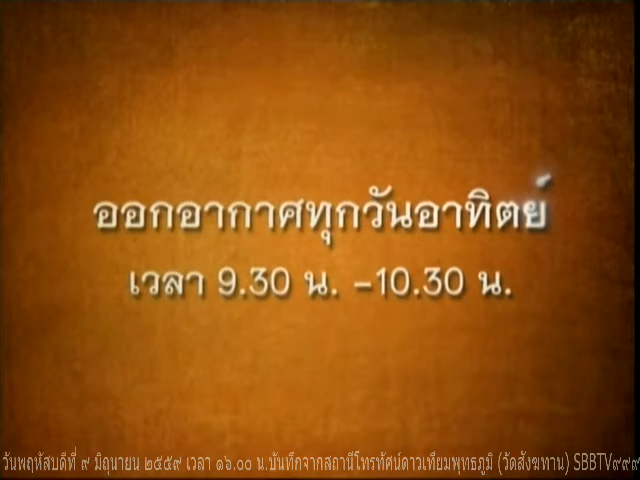 ออกอากาศทุกวันอาทิตย์
เวลา 9.30 น. -10.30 น.
วันพฤหัสบดีที่ ๙ มิถุนายน ๒๕๕๙ เวลา ๑๖.๐๐ น.บันทึกจากสถานีโทรทัศน์ดาวเทียมพุทธภูมิ (วัดสังฆทาน) SBBTV๙๙๙